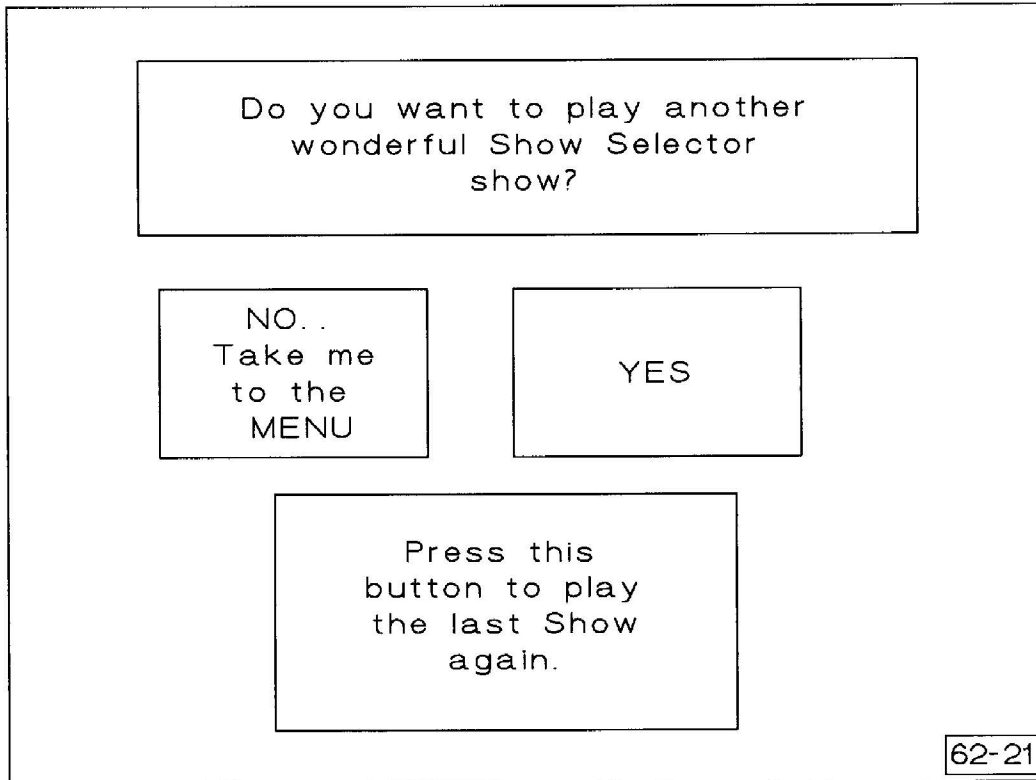 Do you want to play another
wonderful Show Selector
show?
NO..
Take me
to the
MENU
YES
Press this
button to play
the last Show
again.
62-21